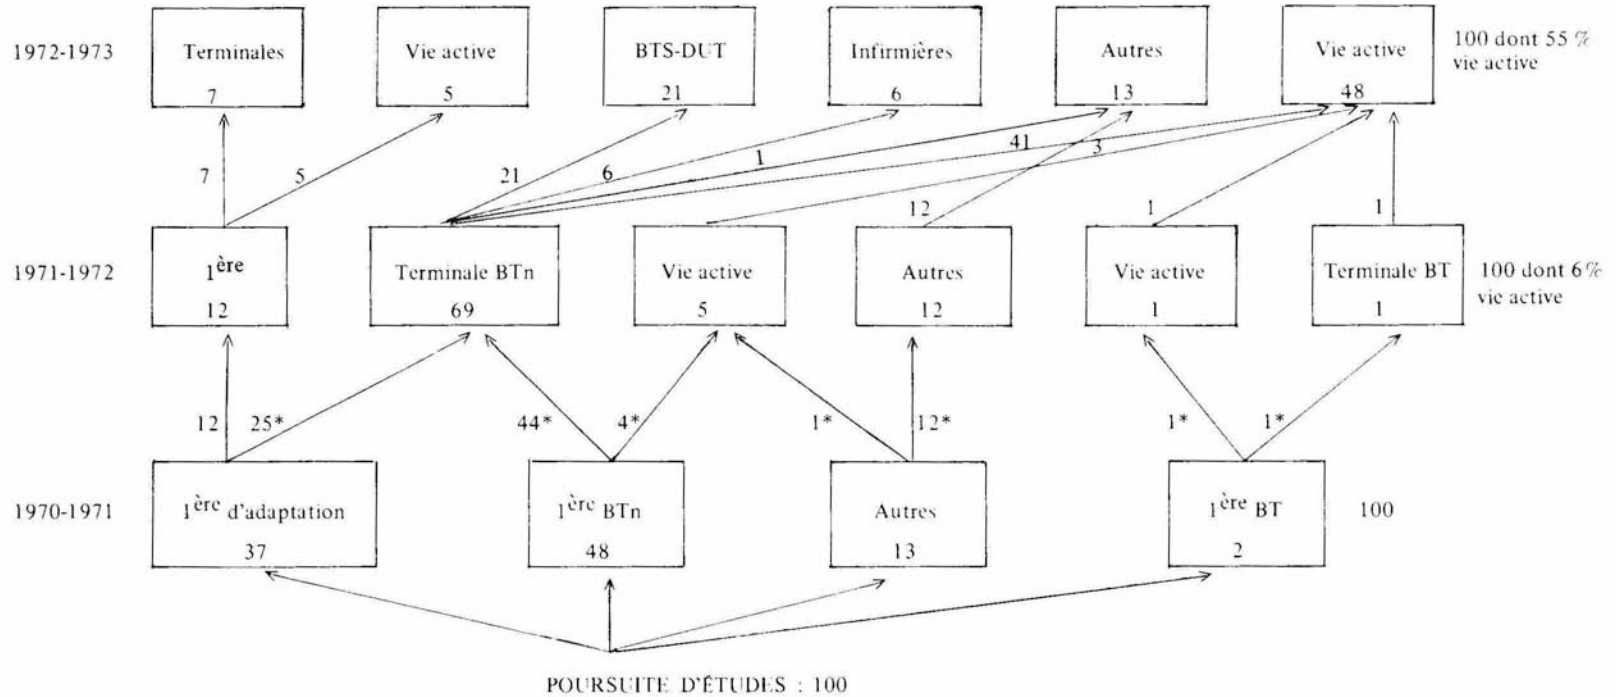 1972-1973
Terminales
7
Vie active
5
BTS-DUT
21
Infirmières
6
Autres
13
Vie active
48
100 dont 55 %
vie active
7
5
21
6
1
41
3
12
1
1
1971-1972
1ère
12
Terminale BTn
69
Vie active
5
Autres
12
Vie active
1
Terminale BT
1
100 dont 6%
vie active
12
25*
44*
4*
1*
12*
1*
1*
1970-1971
1ère d'adaptation
37
1ère BTn
48
Autres
13
1ère BT
2
100
POURSUITE D'ÉTUDES : 100